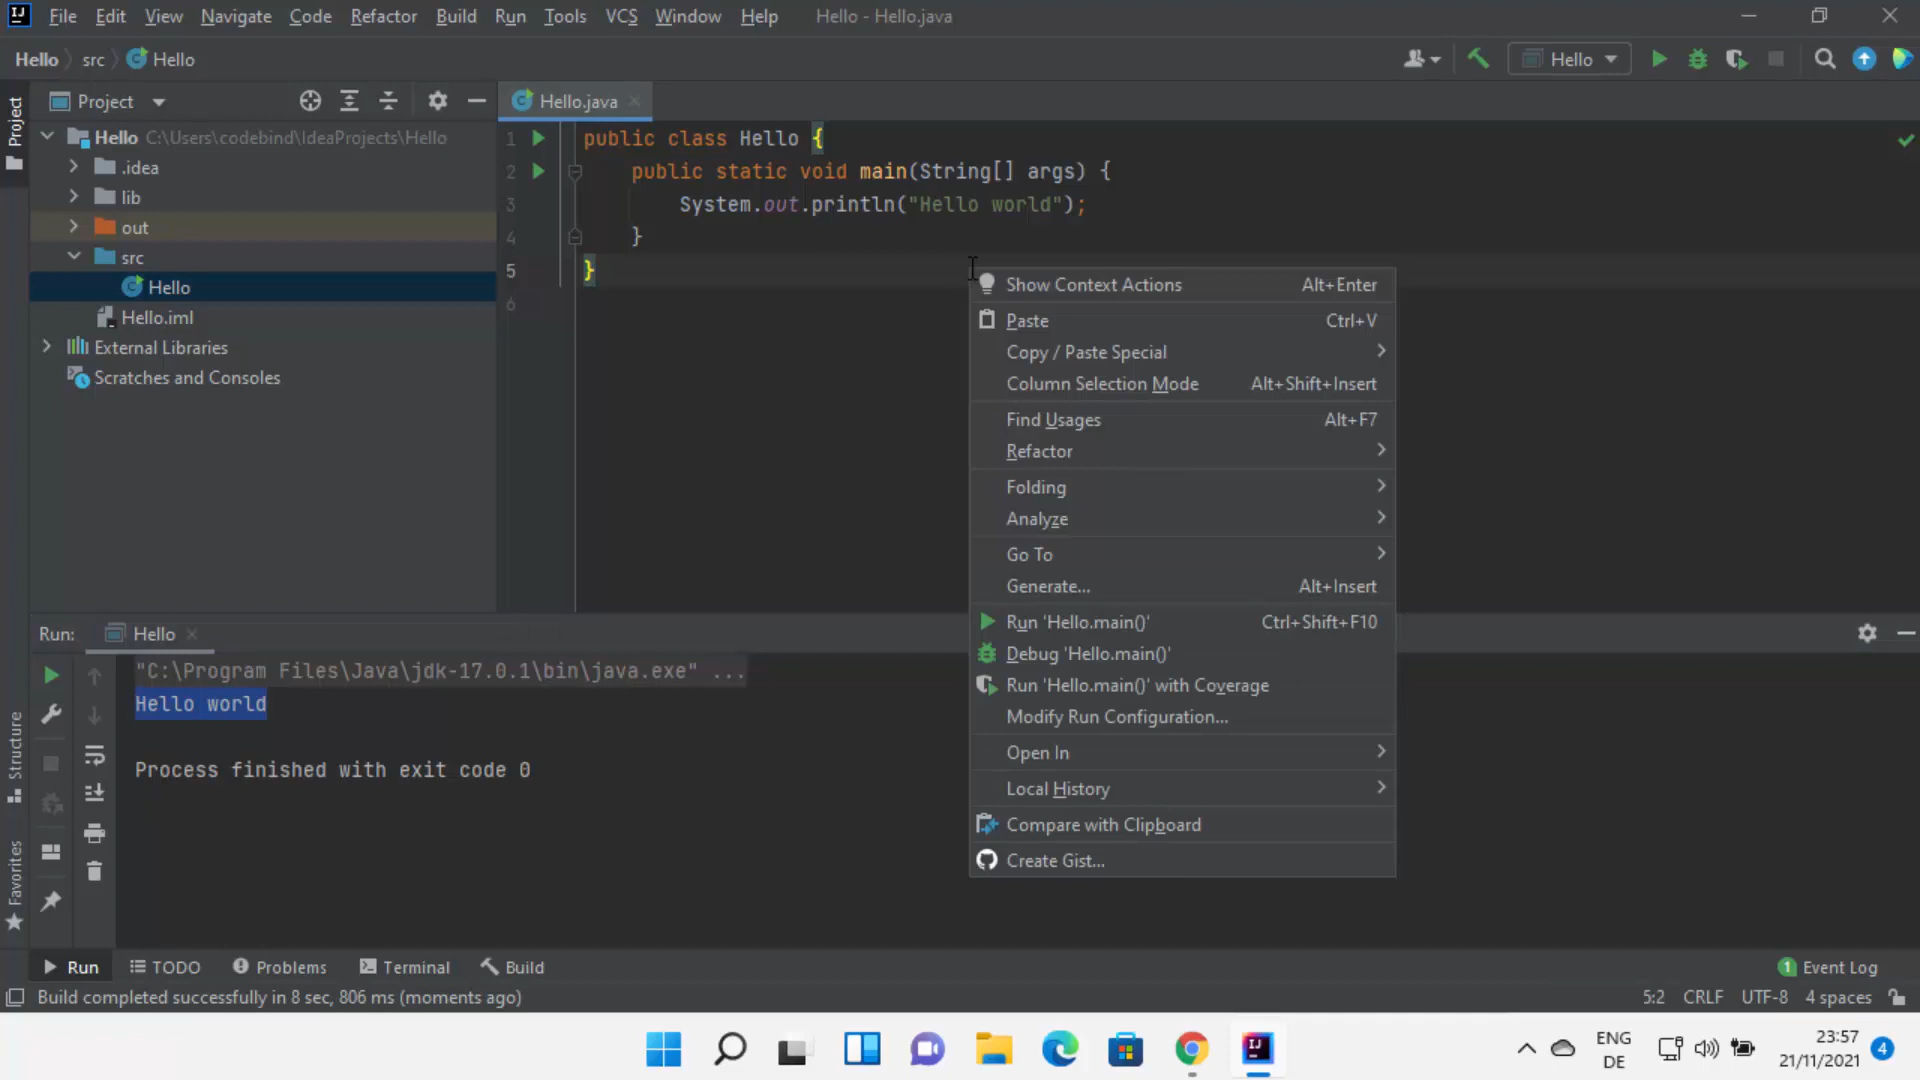 File Edit View Navigate Code Refactor Build Run Tools VCS Window Help Hello - Hello.java
Hello src Hello
Hello
Project
Project
Hello.java
Hello C:\Users\codebind\IdeaProjects\Hello
.idea
lib
out
src
Hello
Hello.iml
External Libraries
Scratches and Consoles
1 public class Hello {
2 public static void main(String[] args) {
3 System.out.println("Hello world");
4 }
5 }
6
Show Context Actions Alt+Enter
Paste Ctrl+V
Copy / Paste Special
Column Selection Mode Alt+Shift+Insert
Find Usages Alt+F7
Refactor
Folding
Analyze
Go To
Generate... Alt+Insert
Run 'Hello.main()' Ctrl+Shift+F10
Debug 'Hello.main()'
Run 'Hello.main()' with Coverage
Modify Run Configuration...
Open In
Local History
Compare with Clipboard
Create Gist...
Run: Hello
"C:\Program Files\Java\jdk-17.0.1\bin\java.exe" ...
Hello world
Process finished with exit code 0
Structure
Favorites
Run TODO Problems Terminal Build
1 Event Log
Build completed successfully in 8 sec, 806 ms (moments ago)
5:2 CRLF UTF-8 4 spaces
IJ
ENG
DE
23:57
21/11/2021
4